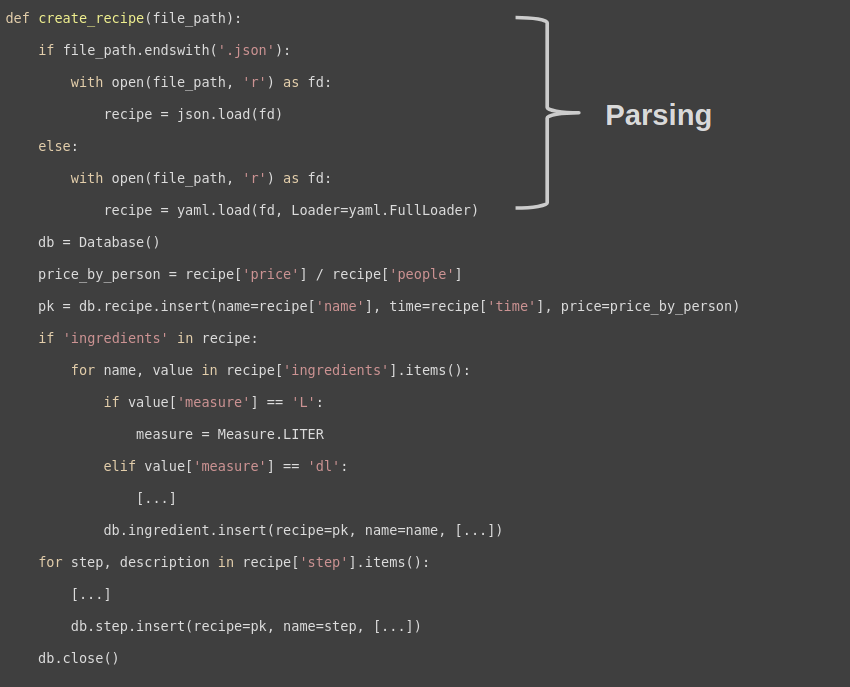 def create_recipe(file_path):
    if file_path.endswith('.json'):
        with open(file_path, 'r') as fd:
            recipe = json.load(fd)
    else:
        with open(file_path, 'r') as fd:
            recipe = yaml.load(fd, Loader=yaml.FullLoader)
Parsing
    db = Database()
    price_by_person = recipe['price'] / recipe['people']
    pk = db.recipe.insert(name=recipe['name'], time=recipe['time'], price=price_by_person)
    if 'ingredients' in recipe:
        for name, value in recipe['ingredients'].items():
            if value['measure'] == 'L':
                measure = Measure.LITER
            elif value['measure'] == 'dl':
                [...]
            db.ingredient.insert(recipe=pk, name=name, [...])
    for step, description in recipe['step'].items():
        [...]
        db.step.insert(recipe=pk, name=step, [...])
    db.close()